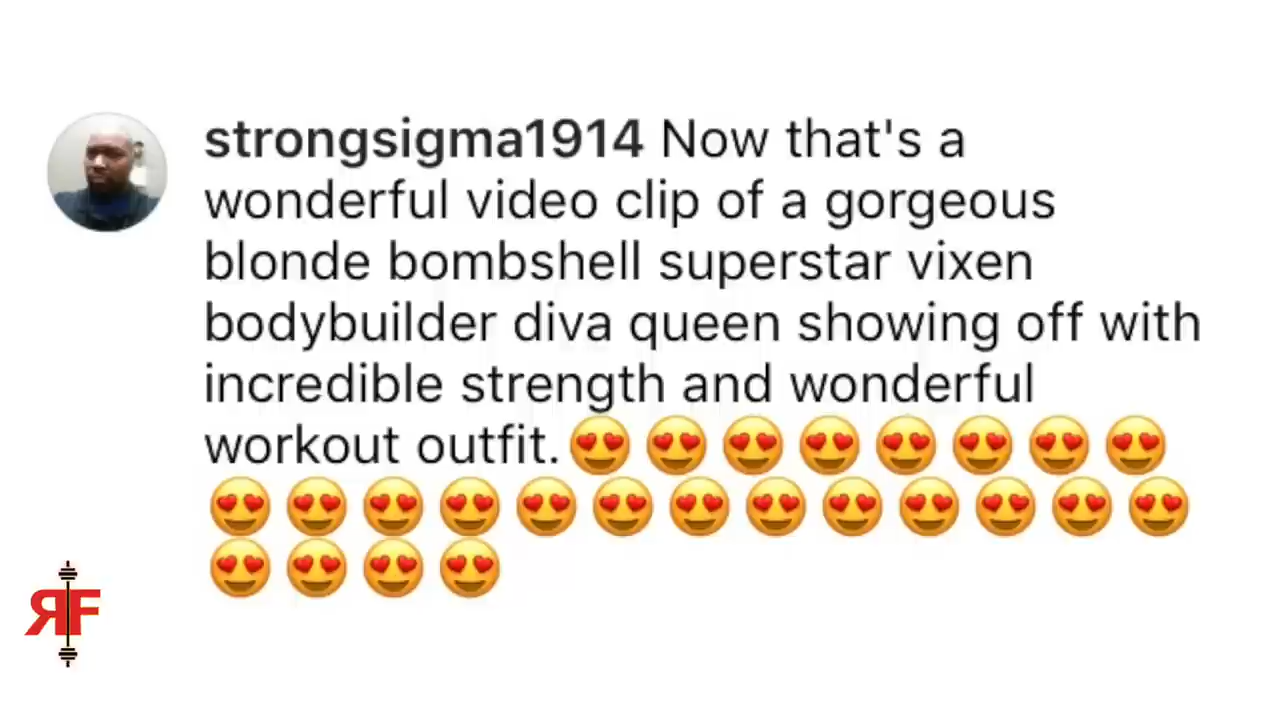 strongsigma1914 Now that's a
wonderful video clip of a gorgeous
blonde bombshell superstar vixen
bodybuilder diva queen showing off with
incredible strength and wonderful
workout outfit.😍😍😍😍😍😍😍😍
😍😍😍😍😍😍😍😍😍😍😍😍😍
😍😍😍😍
RF